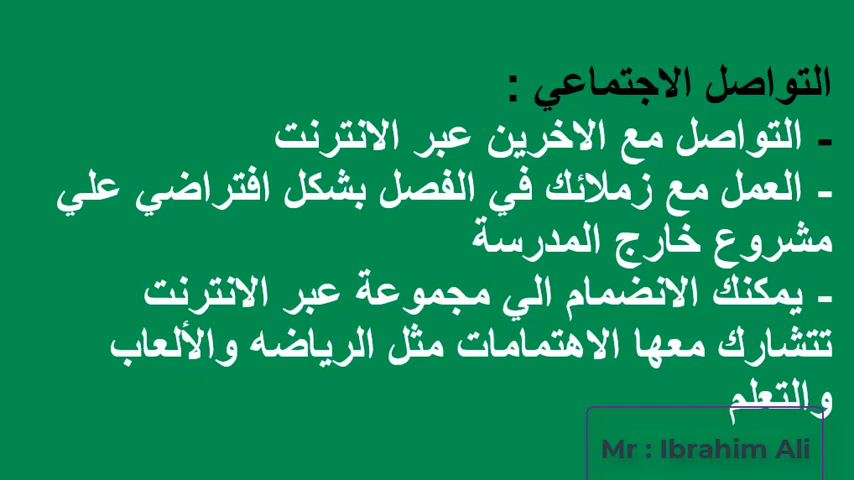 التواصل الاجتماعي :
- التواصل مع الاخرين عبر الانترنت
- العمل مع زملائك في الفصل بشكل افتراضي علي
مشروع خارج المدرسة
- يمكنك الانضمام الي مجموعة عبر الانترنت
تتشارك معها الاهتمامات مثل الرياضه والألعاب
والتعلم
Mr : Ibrahim Ali